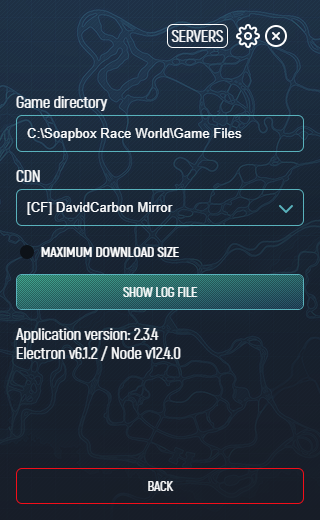 SERVERS
Game directory
C:\Soapbox Race World\Game Files
CDN
[CF] DavidCarbon Mirror
MAXIMUM DOWNLOAD SIZE
SHOW LOG FILE
Application version: 2.3.4
Electron v6.1.2 / Node v12.4.0
BACK